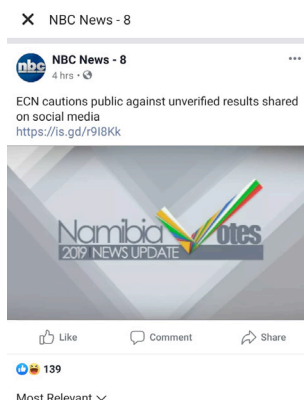 NBC News - 8
nbc
NBC News - 8
4 hrs
ECN cautions public against unverified results shared
on social media
https://is.gd/r9I8Kk
Namibia Votes
2019 NEWS UPDATE
Like Comment Share
139
Most Relevant